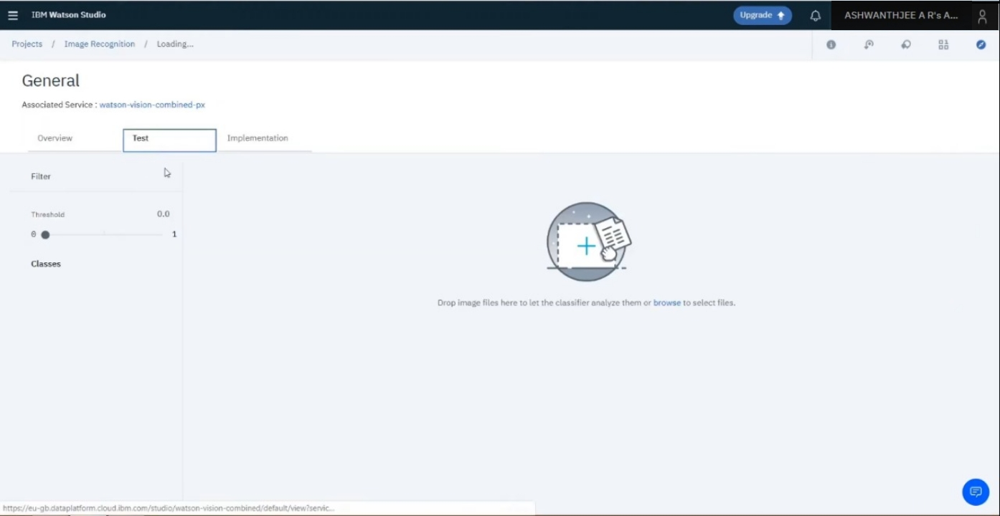 IBM Watson Studio
Upgrade
ASHWANTHJEE A R's A...
Projects / Image Recognition / Loading...
General
Associated Service : watson-vision-combined-px
Overview
Test
Implementation
Filter
Threshold 0.0
0 1
Classes
Drop image files here to let the classifier analyze them or browse to select files.
https://eu-gb.dataplatform.cloud.ibm.com/studio/watson-vision-combined/default/view?servic...